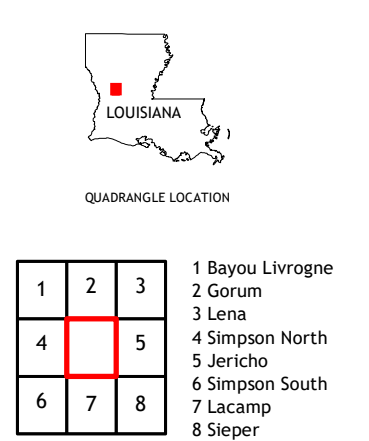 LOUISIANA
QUADRANGLE LOCATION
1 2 3
4 5
6 7 8
1 Bayou Livrogne
2 Gorum
3 Lena
4 Simpson North
5 Jericho
6 Simpson South
7 Lacamp
8 Sieper